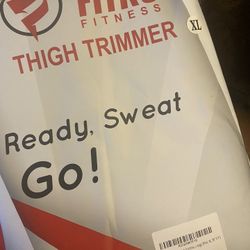 FITNESS
THIGH TRIMMER
XL
Ready, Sweat
Go!